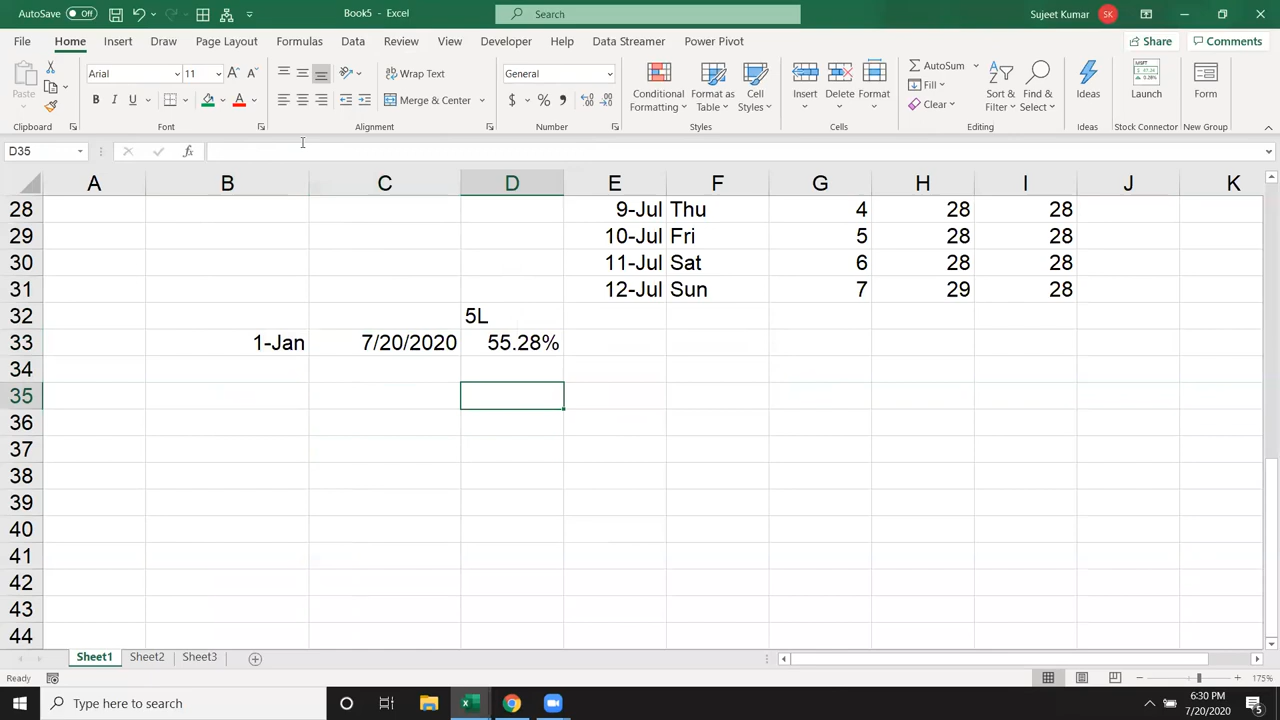 AutoSave Off
Book5 - Excel
Search
Sujeet Kumar SK
File Home Insert Draw Page Layout Formulas Data Review View Developer Help Data Streamer Power Pivot Share Comments
Paste
Arial 11
Wrap Text
General
Conditional Formatting
Format as Table
Cell Styles
Insert Delete Format
AutoSum
Fill
Clear
Sort & Filter
Find & Select
Ideas
Launch
Form
B I U
Merge & Center
$ % ,
Clipboard Font Alignment Number Styles Cells Editing Ideas Stock Connector New Group
D35 fx
A B C D E F G H I J K
28 9-Jul Thu 4 28 28
29 10-Jul Fri 5 28 28
30 11-Jul Sat 6 28 28
31 12-Jul Sun 7 29 28
32 5L
33 1-Jan 7/20/2020 55.28%
34
35
36
37
38
39
40
41
42
43
44
Sheet1 Sheet2 Sheet3
Ready 175%
Type here to search
6:30 PM
7/20/2020
5